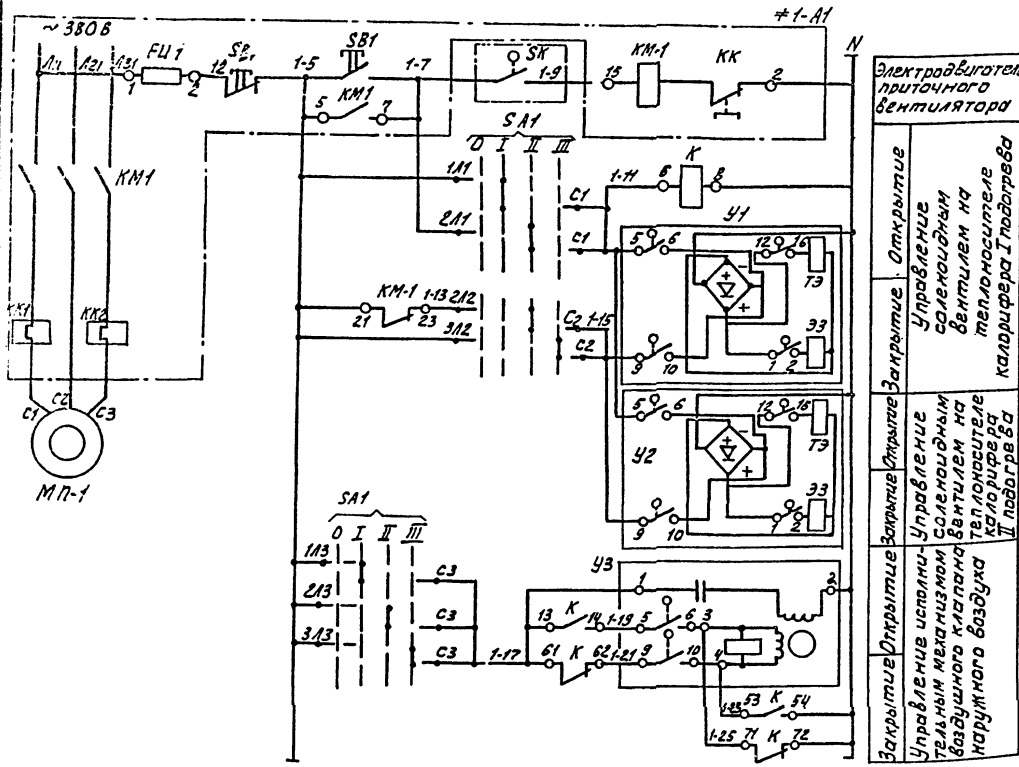 ~380В
≠1-А1
Л11
Л21
Л31
1
FU1
2
12
SB1
1-5
SB1
1-7
SK
1-9
15
КМ-1
КК
2
N
5
КМ1
7
КМ1
SA1
0 I II III
1Л1
С1
2Л1
С1
1-11
6
К
8
У1
5
6
12
16
ТЭ
+
КМ-1
21
23
1-13
2Л2
3Л2
С2
1-15
С2
9
10
1
2
ЭЗ
КК1
КК2
С1
С2
С3
МП-1
У2
5
6
12
16
ТЭ
-
+
9
10
1
2
ЭЗ
SA1
0 I II III
1Л3
2Л3
3Л3
С3
С3
С3
1-17
У3
1
2
13
К
14
1-19
5
6
3
61
К
62
1-21
9
10
4
1-23
53
К
54
1-25
71
К
72
Электродвигатель
приточного
вентилятора
Открытие
Закрытие
Управление
соленоидным
вентилем на
теплоносителе
калорифера I подогрева
Открытие
Закрытие
Управление
соленоидным
вентилем на
теплоносителе
калорифера
II подогрева
Открытие
Закрытие
Управление исполни-
тельным механизмом
воздушного клапана
наружного воздуха